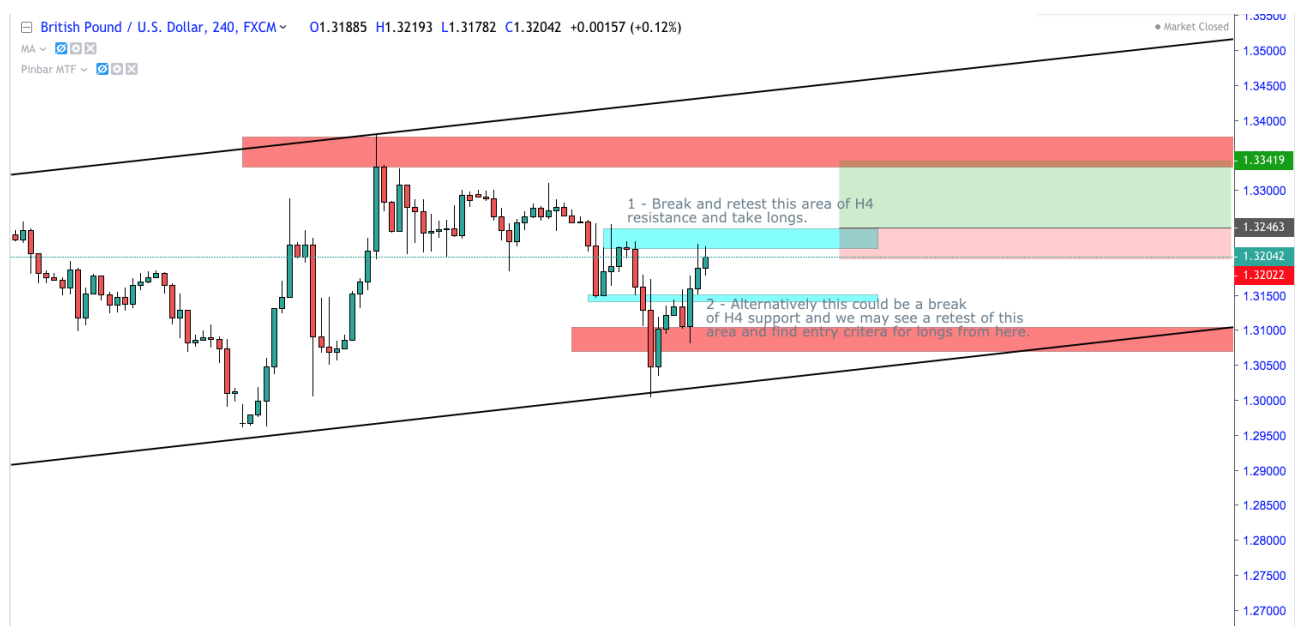 British Pound / U.S. Dollar, 240, FXCM O1.31885 H1.32193 L1.31782 C1.32042 +0.00157 (+0.12%)
Market Closed
MA
Pinbar MTF
1 - Break and retest this area of H4
resistance and take longs.
2 - Alternatively this could be a break
of H4 support and we may see a retest of this
area and find entry critera for longs from here.
1.35500
1.35000
1.34500
1.34000
1.33419
1.33000
1.32463
1.32042
1.32022
1.31500
1.31000
1.30500
1.30000
1.29500
1.29000
1.28500
1.28000
1.27500
1.27000